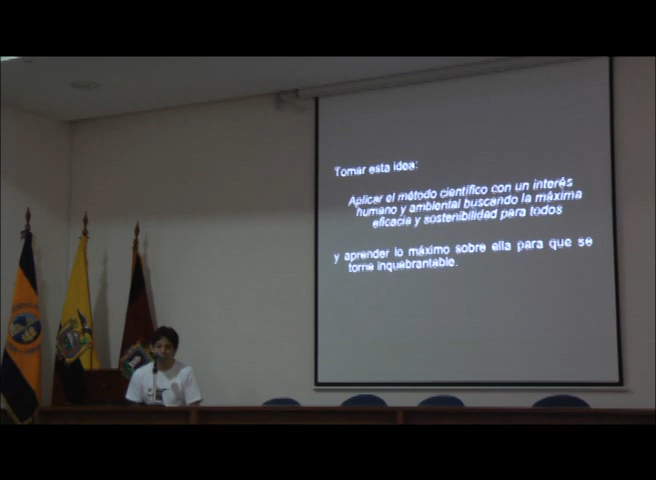 Tomar esta idea:
Aplicar el método científico con un interés
humano y ambiental buscando la máxima
eficacia y sostenibilidad para todos
y aprender lo máximo sobre ella para que se
torne inquebrantable.